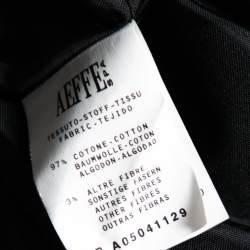 AEFFE SPA
TESSUTO-STOFF-TISSU
FABRIC-TEJIDO
97% COTONE-COTTON
BAUMWOLLE-COTON
ALGODON-ALGODAO
3% ALTRE FIBRE
SONSTIGE FASERN
AUTRES FIBRES
OTHER FIBRES
OUTRAS FIBRAS
A05041129